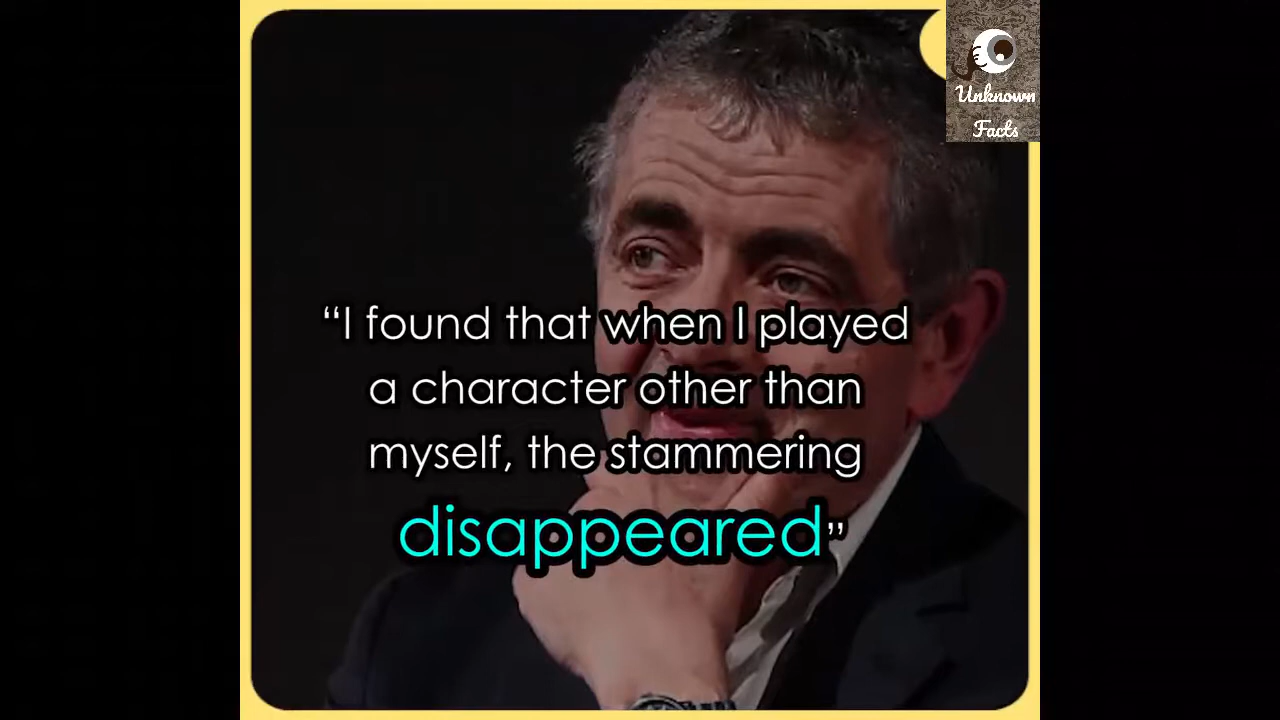 Unknown
Facts
“I found that when I played
a character other than
myself, the stammering
disappeared”